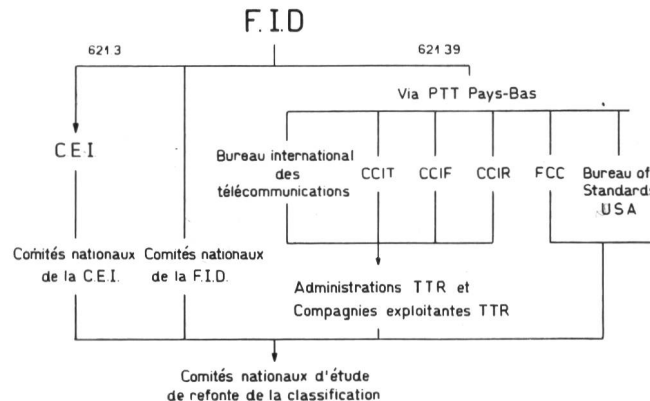 F.I.D
621.3
621.39
Via PTT Pays-Bas
C.E.I.
Bureau international
des
télécommunications
CCIT
CCIF
CCIR
FCC
Bureau of
Standards
USA
Comités nationaux
de la C.E.I.
Comités nationaux
de la F.I.D.
Administrations TTR et
Compagnies exploitantes TTR
Comités nationaux d'étude
de refonte de la classification